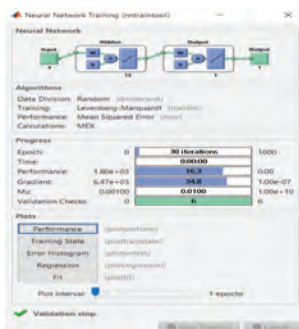 Neural Network Training (nntraintool)
Neural Network
Hidden Output
Input Output
W W
b b
4 10 1 1
Algorithms
Data Division: Random (dividerand)
Training: Levenberg-Marquardt (trainlm)
Performance: Mean Squared Error (mse)
Calculations: MEX
Progress
Epoch: 0 30 iterations 1000
Time: 0:00:00
Performance: 1.80e+03 16.3 0.00
Gradient: 6.47e+03 34.8 1.00e-07
Mu: 0.00100 0.0100 1.00e+10
Validation Checks: 0 6 6
Plots
Performance (plotperform)
Training State (plottrainstate)
Error Histogram (ploterrhist)
Regression (plotregression)
Fit (plotfit)
Plot Interval: 1 epochs
Validation stop.